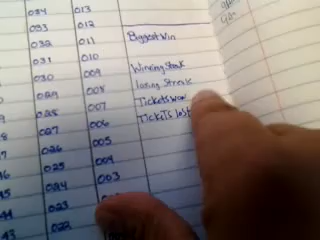 034 013
033 012
032 011 Biggest Win
031 010
030 009 Winning Streak
029 008 losing Streak
028 007 Tickets won
027 006 Tickets lost
026 005
025 004
024 003
023
022